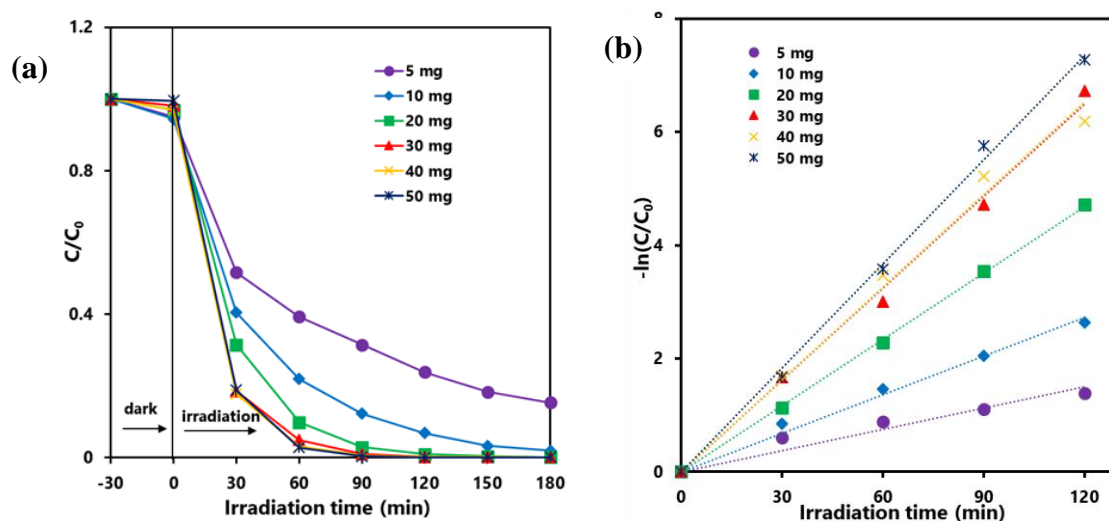 (a)
1.2
0.8
0.4
0
C/C0
5 mg
10 mg
20 mg
30 mg
40 mg
50 mg
dark
irradiation
-30 0 30 60 90 120 150 180
Irradiation time (min)
(b)
8
6
4
2
0
-ln(C/C0)
5 mg
10 mg
20 mg
30 mg
40 mg
50 mg
0 30 60 90 120
Irradiation time (min)